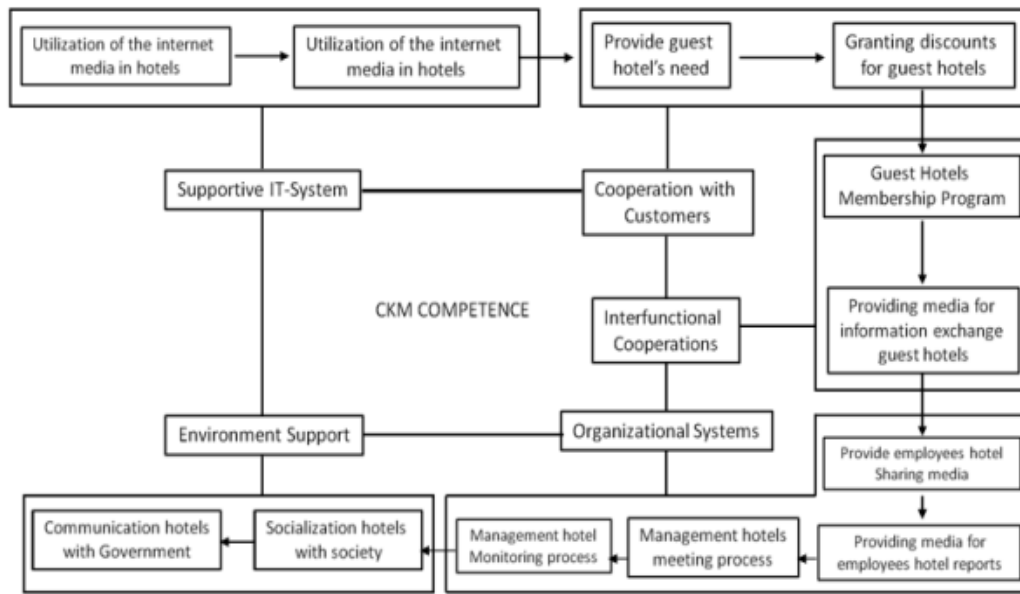 Utilization of the internet
media in hotels
Utilization of the internet
media in hotels
Provide guest
hotel's need
Granting discounts
for guest hotels
Supportive IT-System
Cooperation with
Customers
Guest Hotels
Membership Program
CKM COMPETENCE
Interfunctional
Cooperations
Providing media for
information exchange
guest hotels
Environment Support
Organizational Systems
Provide employees hotel
Sharing media
Communication hotels
with Government
Socialization hotels
with society
Management hotel
Monitoring process
Management hotels
meeting process
Providing media for
employees hotel reports